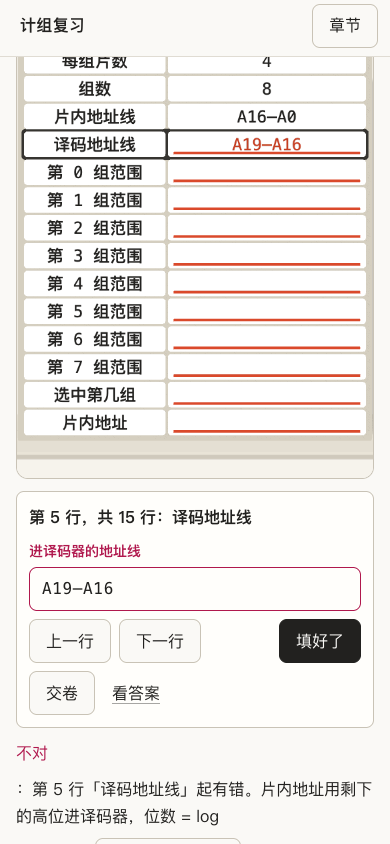 计组复习
章节
每组片数
4
组数
8
片内地址线
A16—A0
译码地址线
A19—A16
第 0 组范围
第 1 组范围
第 2 组范围
第 3 组范围
第 4 组范围
第 5 组范围
第 6 组范围
第 7 组范围
选中第几组
片内地址
第 5 行，共 15 行：译码地址线
进译码器的地址线
A19—A16
上一行
下一行
填好了
交卷
看答案
不对
：第 5 行「译码地址线」起有错。片内地址用剩下
的高位进译码器，位数 = log